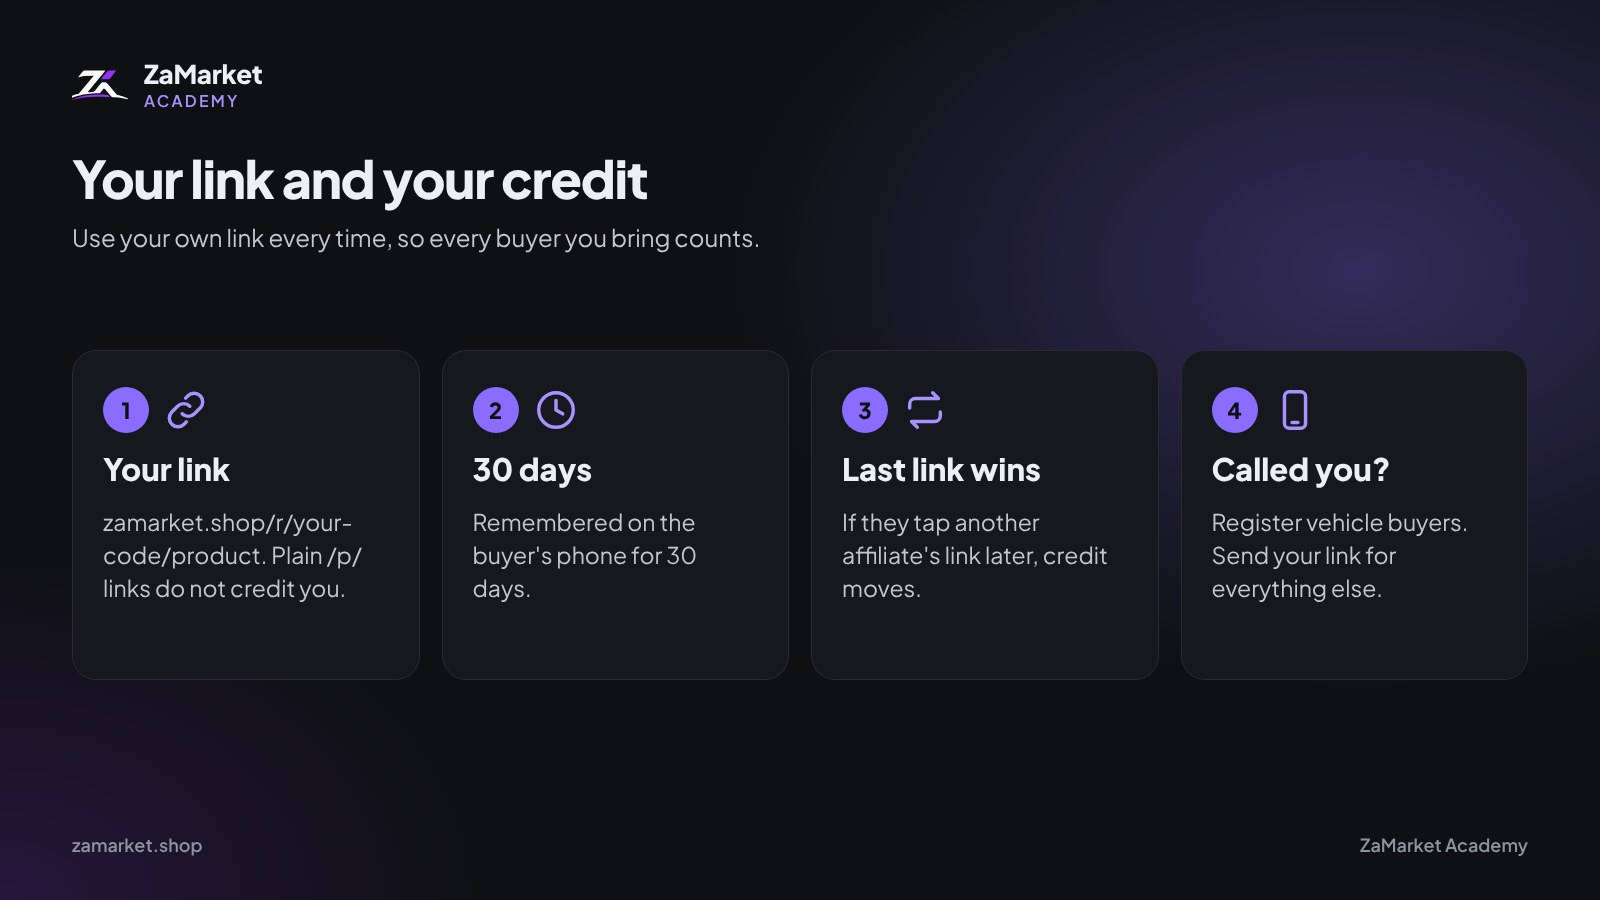 ZaMarket
ACADEMY
Your link and your credit
Use your own link every time, so every buyer you bring counts.
1
Your link
zamarket.shop/r/your-
code/product. Plain /p/
links do not credit you.
2
30 days
Remembered on the
buyer's phone for 30
days.
3
Last link wins
If they tap another
affiliate's link later, credit
moves.
4
Called you?
Register vehicle buyers.
Send your link for
everything else.
zamarket.shop
ZaMarket Academy